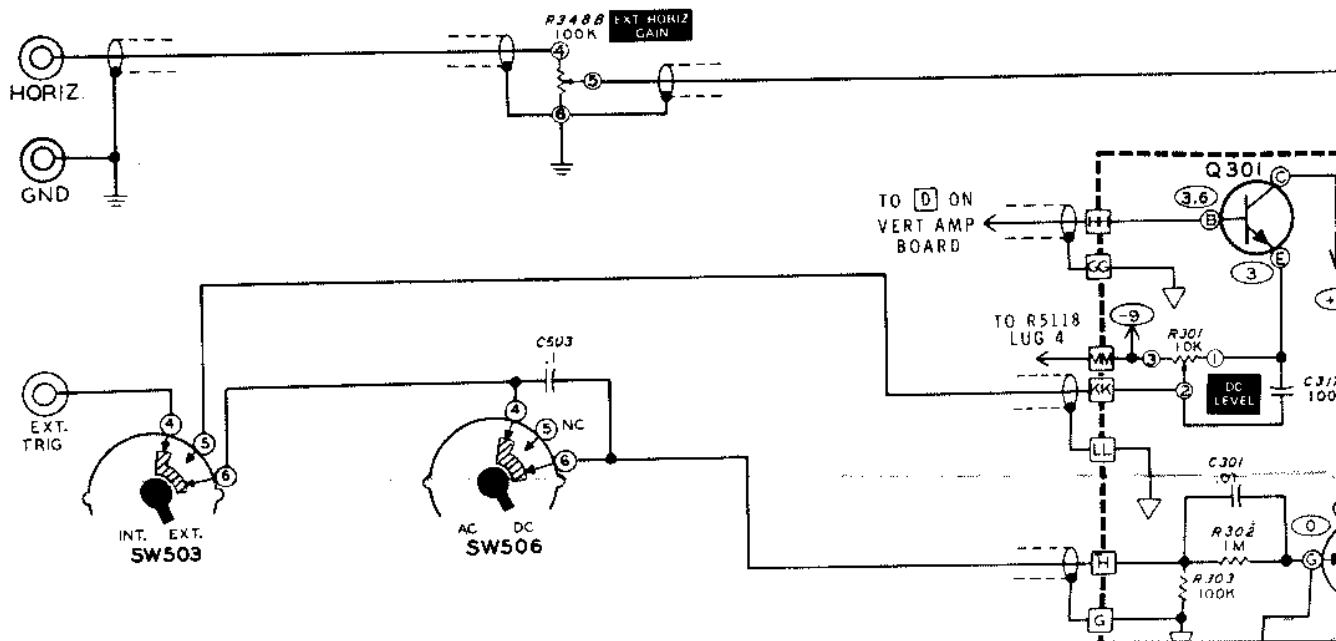 R348B
100K
EXT HORIZ
GAIN
4
5
6
HORIZ.
GND
Q301
C
3.6
B
E
3
TO D ON
VERT AMP
BOARD
HH
GG
-9
TO R5118
LUG 4
MM
3
R301
10K
1
KK
2
DC
LEVEL
C317
100
LL
+
C503
.1
EXT.
TRIG
4
5
6
INT. EXT.
SW503
4
5
NC
6
AC DC
SW506
C301
.01
R302
1M
0
H
G
R303
100K
G